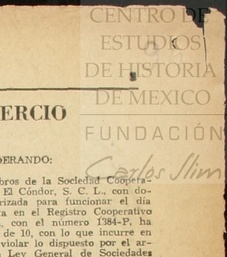 CENTRO DE
ESTUDIOS
DE HISTORIA
DE MEXICO
FUNDACIÓN
Carlos Slim
ERCIO
DERANDO:
bros de la Sociedad Coopera-
El Cóndor, S. C. L., con do-
rizada para funcionar el día
ta en el Registro Cooperativo
s, con el número 1384-P, ha
de 10, con lo que incurre en
violar lo dispuesto por el ar-
a Ley General de Sociedades